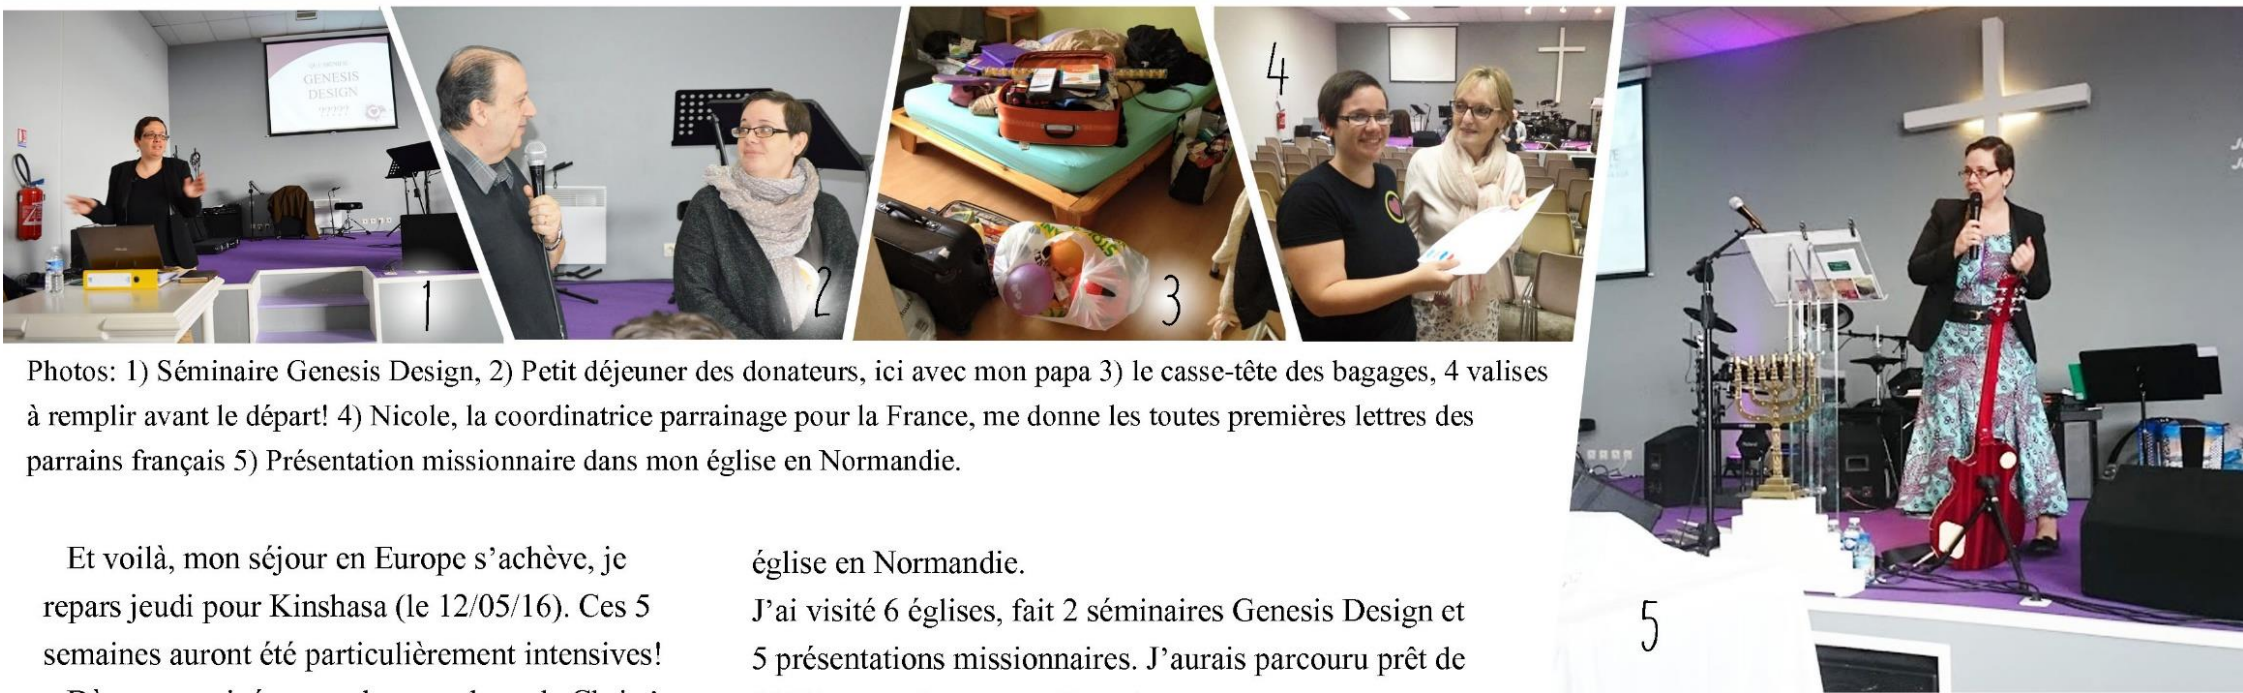 QUI MENE?
GENESIS
DESIGN
?????
1
2
3
4
5
Photos: 1) Séminaire Genesis Design, 2) Petit déjeuner des donateurs, ici avec mon papa 3) le casse-tête des bagages, 4 valises
à remplir avant le départ! 4) Nicole, la coordinatrice parrainage pour la France, me donne les toutes premières lettres des
parrains français 5) Présentation missionnaire dans mon église en Normandie.
Et voilà, mon séjour en Europe s’achève, je
repars jeudi pour Kinshasa (le 12/05/16). Ces 5
semaines auront été particulièrement intensives!
église en Normandie.
J’ai visité 6 églises, fait 2 séminaires Genesis Design et
5 présentations missionnaires. J’aurais parcouru prêt de